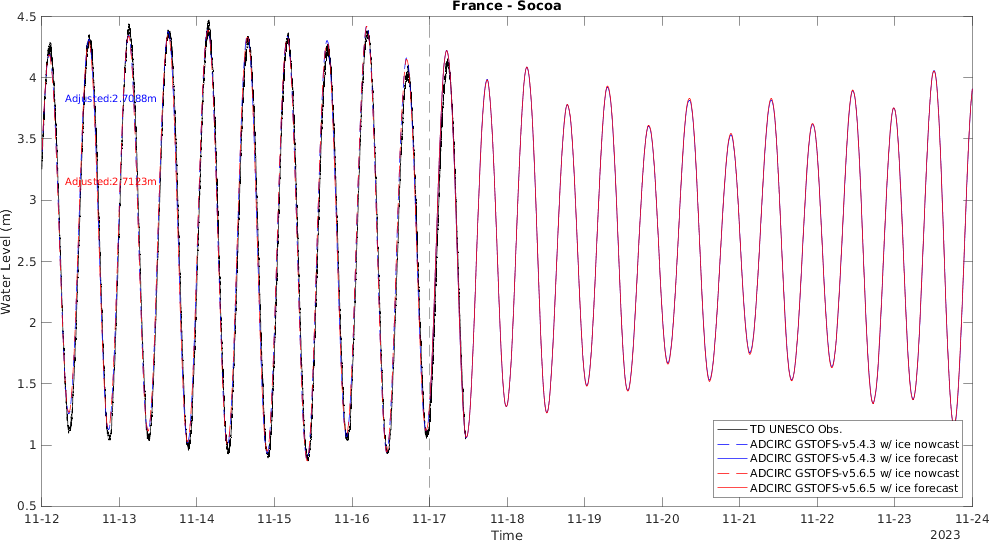 France - Socoa
4.5
4
3.5
3
2.5
2
1.5
1
0.5
Water Level (m)
Adjusted:2.7088m
Adjusted:2.7123m
TD UNESCO Obs.
ADCIRC GSTOFS-v5.4.3 w/ ice nowcast
ADCIRC GSTOFS-v5.4.3 w/ ice forecast
ADCIRC GSTOFS-v5.6.5 w/ ice nowcast
ADCIRC GSTOFS-v5.6.5 w/ ice forecast
11-12 11-13 11-14 11-15 11-16 11-17 11-18 11-19 11-20 11-21 11-22 11-23 11-24
Time
2023